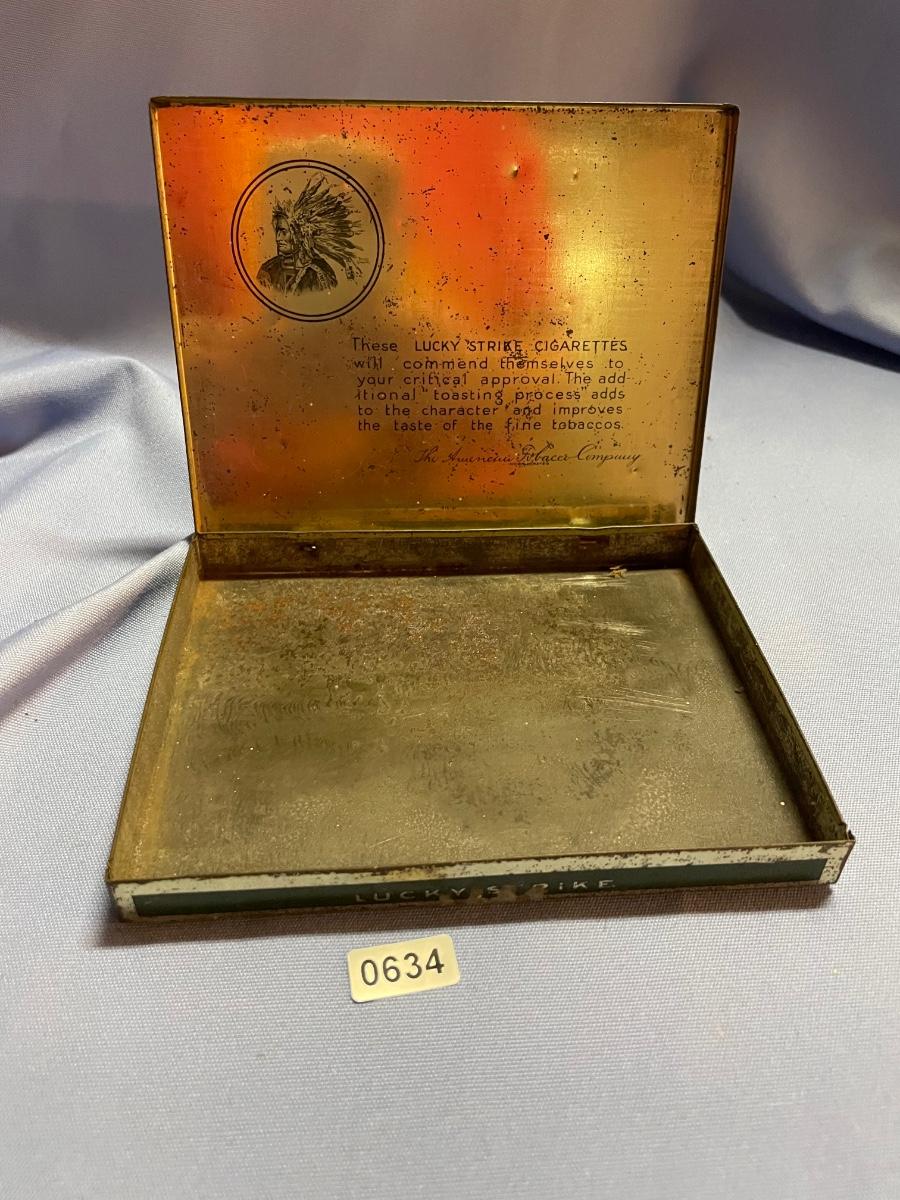 These LUCKY STRIKE CIGARETTES
will commend themselves to
your critical approval. The add-
itional "toasting process" adds
to the character and improves
the taste of the fine tobaccos.
The American Tobacco Company
INCORPORATED
LUCKY STRIKE
0634